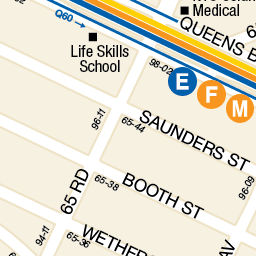 Medical
QUEENS B
Q60
Life Skills
School
98-02
E
F
M
96-11
65-44
SAUNDERS ST
65-38
BOOTH ST
96-09
65 RD
94-11
65-36
WETHER
AV